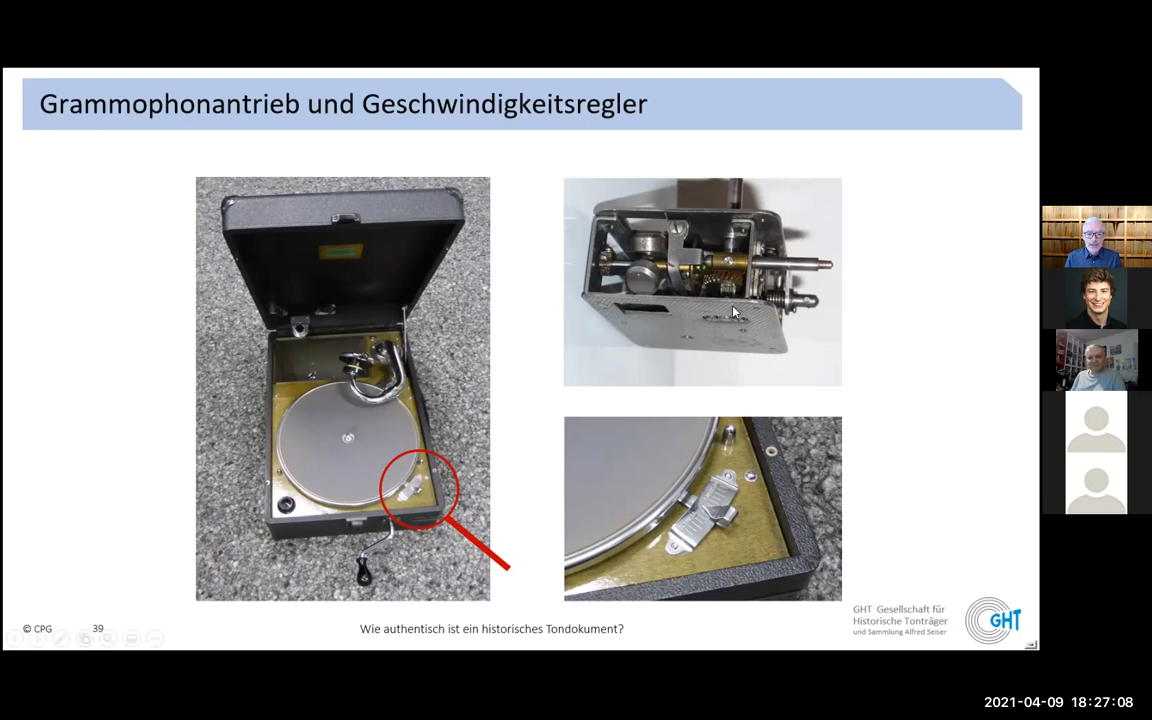 Grammophonantrieb und Geschwindigkeitsregler
© CPG
39
Wie authentisch ist ein historisches Tondokument?
GHT Gesellschaft für
Historische Tonträger
und Sammlung Alfred Seiser
GHT
2021-04-09 18:27:08